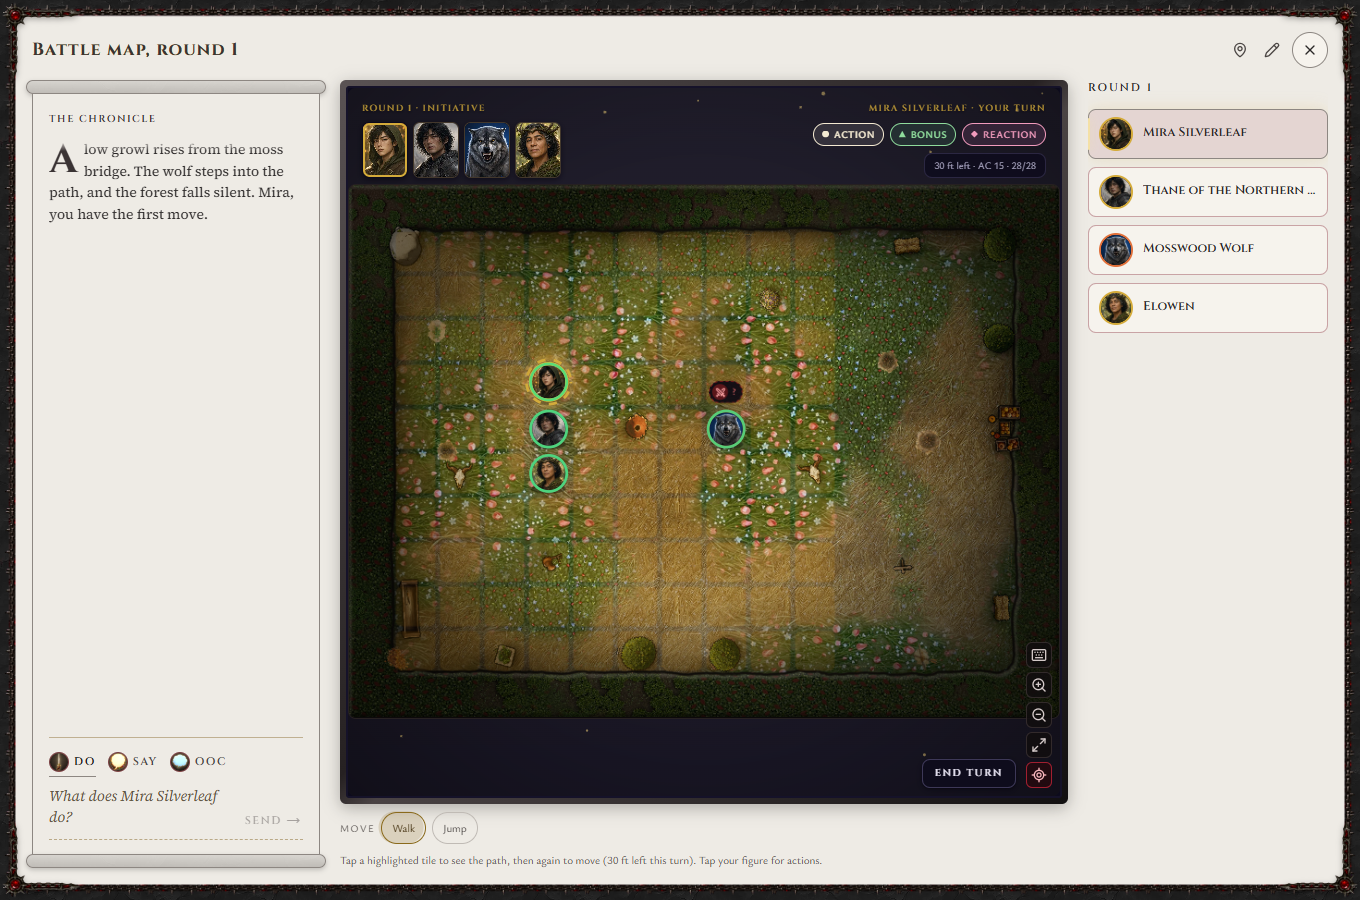 Battle map, round 1
THE CHRONICLE
A low growl rises from the moss
bridge. The wolf steps into the
path, and the forest falls silent. Mira,
you have the first move.
DO
SAY
OOC
What does Mira Silverleaf
do?
SEND →
ROUND 1 · INITIATIVE
MIRA SILVERLEAF · YOUR TURN
ACTION
BONUS
REACTION
30 ft left · AC 15 · 28/28
?
END TURN
MOVE
Walk
Jump
Tap a highlighted tile to see the path, then again to move (30 ft left this turn). Tap your figure for actions.
ROUND 1
Mira Silverleaf
Thane of the Northern ...
Mosswood Wolf
Elowen